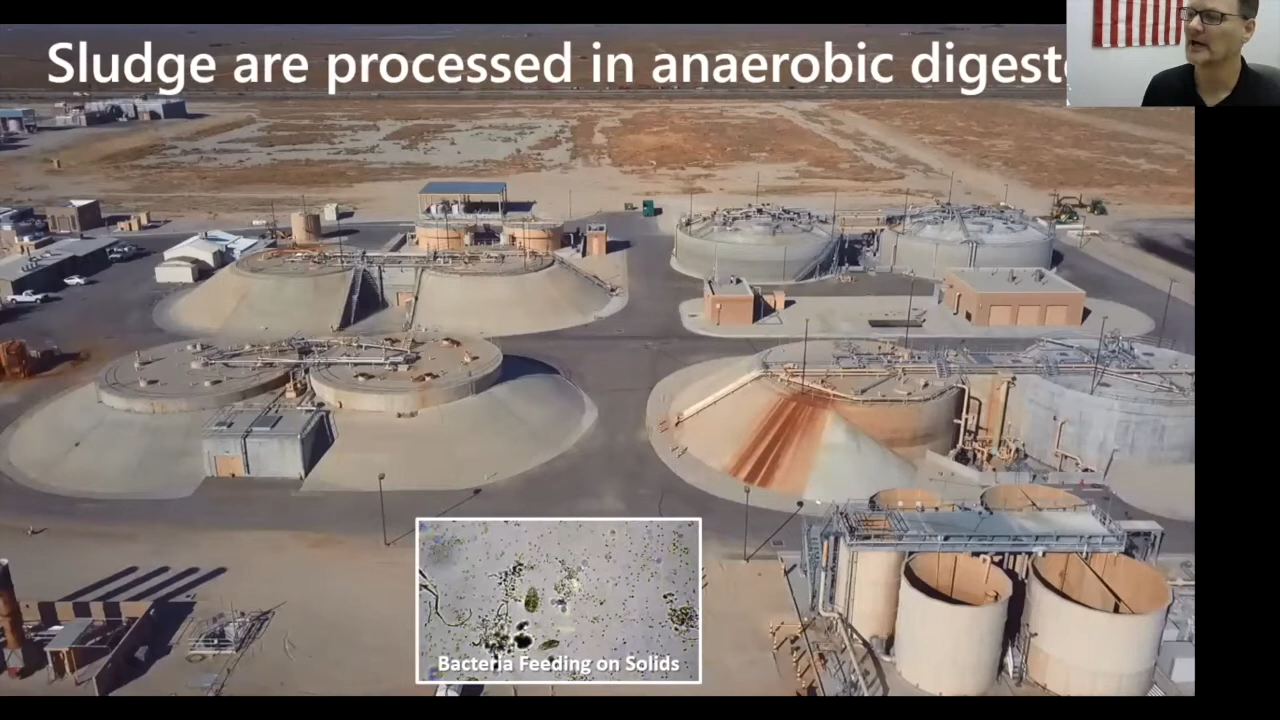 Sludge are processed in anaerobic digest
Bacteria Feeding on Solids